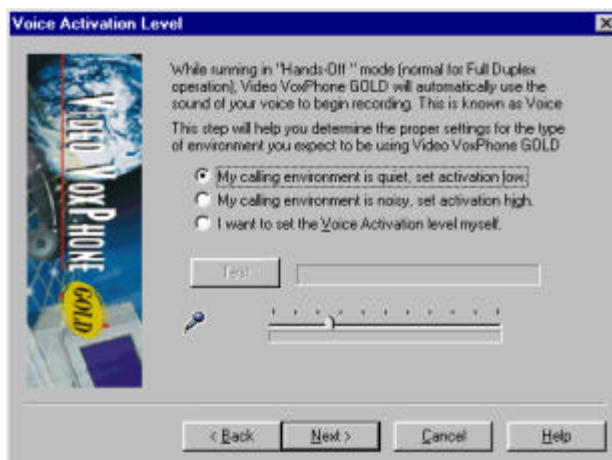 Voice Activation Level
VIDEO VOXPHONE
GOLD
While running in "Hands-Off " mode (normal for Full Duplex
operation), Video VoxPhone GOLD will automatically use the
sound of your voice to begin recording. This is known as Voice
This step will help you determine the proper settings for the type
of environment you expect to be using Video VoxPhone GOLD
My calling environment is quiet, set activation low.
My calling environment is noisy, set activation high.
I want to set the Voice Activation level myself.
Test
< Back
Next >
Cancel
Help